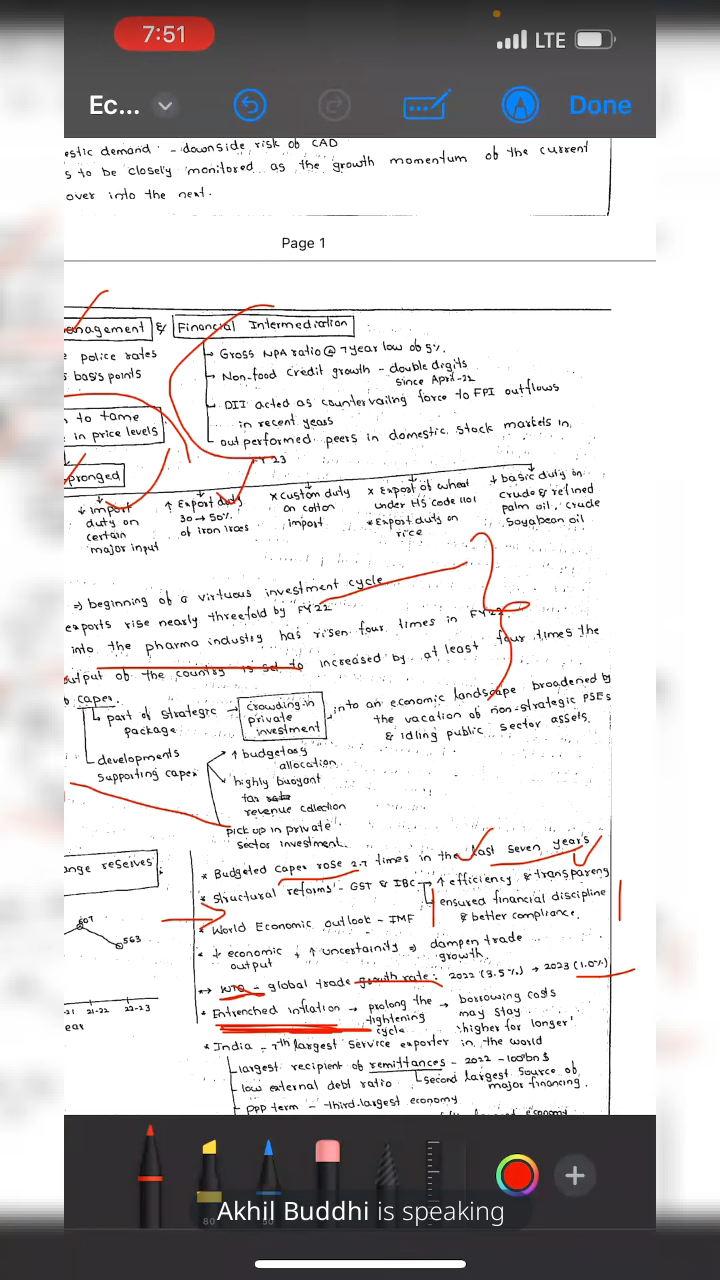 7:51
LTE
Ec...
Done
estic demand - downside risk of CAD
s to be closely monitored as the growth momentum of the current
over into the next.
Page 1
anagement & Financial Intermediation
e police rates
s basis points
to tame
in price levels
pronged
Gross NPA ratio @ 7 year low of 5%.
Non-food credit growth - double digits
since April-22
DII acted as countervailing force to FPI outflows
in recent years
out performed peers in domestic stock markets in
FY23
↓ import
duty on
certain
major input
↑ Export duty
30 → 50%
of iron ores
x custom duty
on cotton
import
x Export of wheat
under HS code 1101
* Export duty on
rice
↓ basic duty on
crude & refined
palm oil, crude
Soyabean oil
⇒ beginning of a virtuous investment cycle
exports rise nearly threefold by FY22
into the pharma industry has risen four times in FY22
output of the country is set to increased by at least four times the
capex
part of strategic
package
→ crowding-in
private
investment
into an economic landscape broadened by
the vacation of non-strategic PSEs
& idling public sector assets.
developments
supporting capex
↑ budgetary
allocation
highly buoyant
tax
revenue collection
pick up in private
sector investment.
ange reserves
607
563
21-22 22-23
ear
* Budgeted Capex rose 2.7 times in the last seven years
* Structural reforms - GST & IBC → ↑ efficiency & transpareny
ensured financial discipline
& better compliance.
* World Economic outlook - IMF
* ↓ economic output + ↑ uncertainity ⇒ dampen trade
growth.
→ WTO - global trade growth rate: 2022 (3.5%) → 2023 (1.0%)
* Entrenched inflation → prolong the
tightening
cycle
→ borrowing costs
may stay
'higher for longer'
* India - 7th largest service exporter in the world
largest recipient of remittances - 2022 - 100bn $
second largest source of
major financing.
low external debt ratio
PPP term - third-largest economy
economy
80
50
Akhil Buddhi is speaking